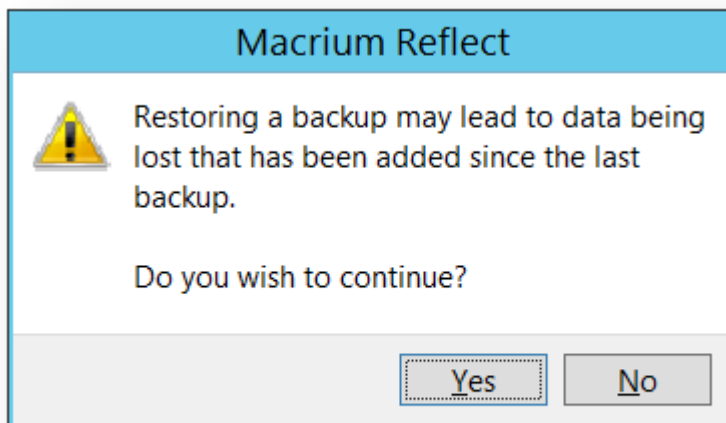 Macrium Reflect
Restoring a backup may lead to data being
lost that has been added since the last
backup.
Do you wish to continue?
Yes
No